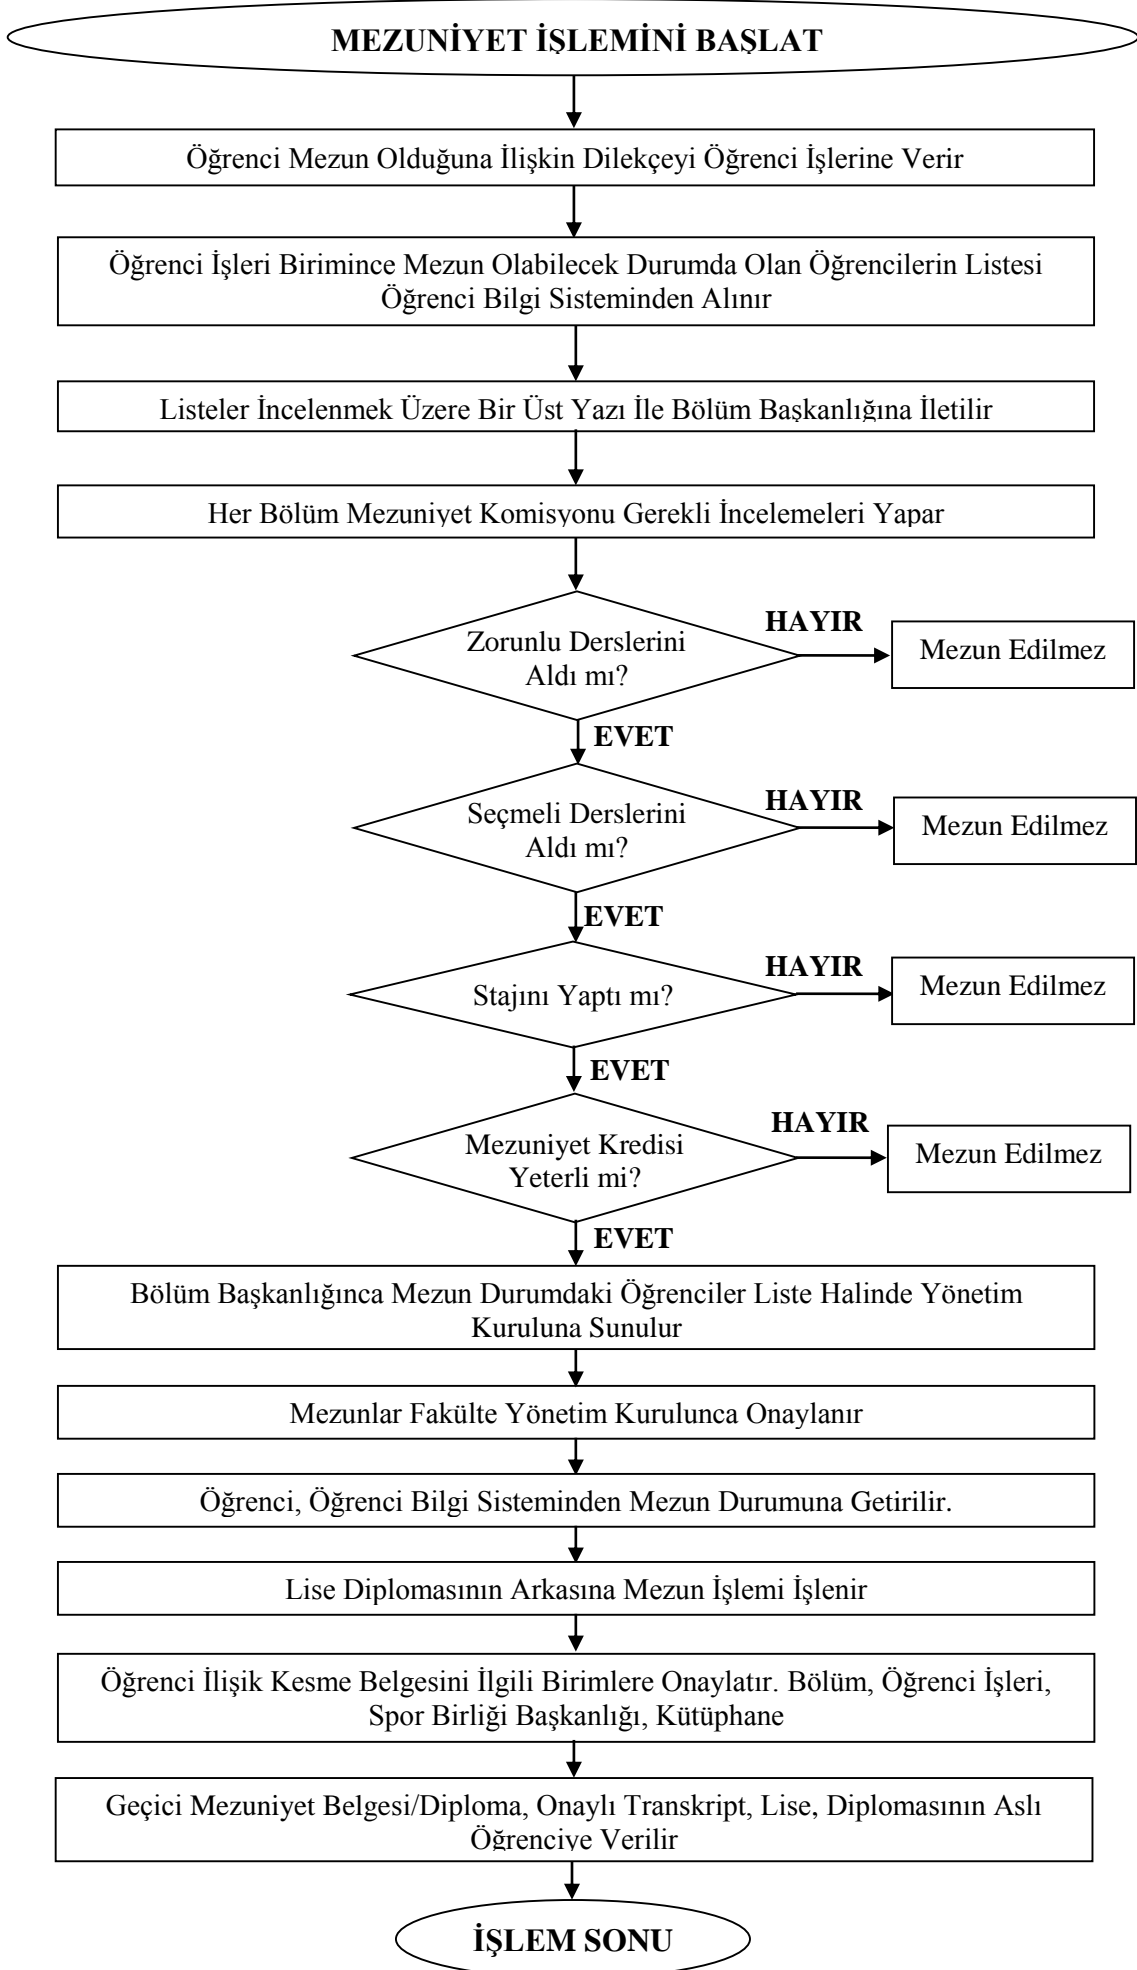 MEZUNİYET İŞLEMİNİ BAŞLAT
Öğrenci Mezun Olduğuna İlişkin Dilekçeyi Öğrenci İşlerine Verir
Öğrenci İşleri Birimince Mezun Olabilecek Durumda Olan Öğrencilerin Listesi
Öğrenci Bilgi Sisteminden Alınır
Listeler İncelenmek Üzere Bir Üst Yazı İle Bölüm Başkanlığına İletilir
Her Bölüm Mezuniyet Komisyonu Gerekli İncelemeleri Yapar
HAYIR
Zorunlu Derslerini
Aldı mı?
Mezun Edilmez
EVET
HAYIR
Seçmeli Derslerini
Aldı mı?
Mezun Edilmez
EVET
HAYIR
Stajını Yaptı mı?
Mezun Edilmez
EVET
HAYIR
Mezuniyet Kredisi
Yeterli mi?
Mezun Edilmez
EVET
Bölüm Başkanlığınca Mezun Durumdaki Öğrenciler Liste Halinde Yönetim
Kuruluna Sunulur
Mezunlar Fakülte Yönetim Kurulunca Onaylanır
Öğrenci, Öğrenci Bilgi Sisteminden Mezun Durumuna Getirilir.
Lise Diplomasının Arkasına Mezun İşlemi İşlenir
Öğrenci İlişik Kesme Belgesini İlgili Birimlere Onaylatır. Bölüm, Öğrenci İşleri,
Spor Birliği Başkanlığı, Kütüphane
Geçici Mezuniyet Belgesi/Diploma, Onaylı Transkript, Lise, Diplomasının Aslı
Öğrenciye Verilir
İŞLEM SONU